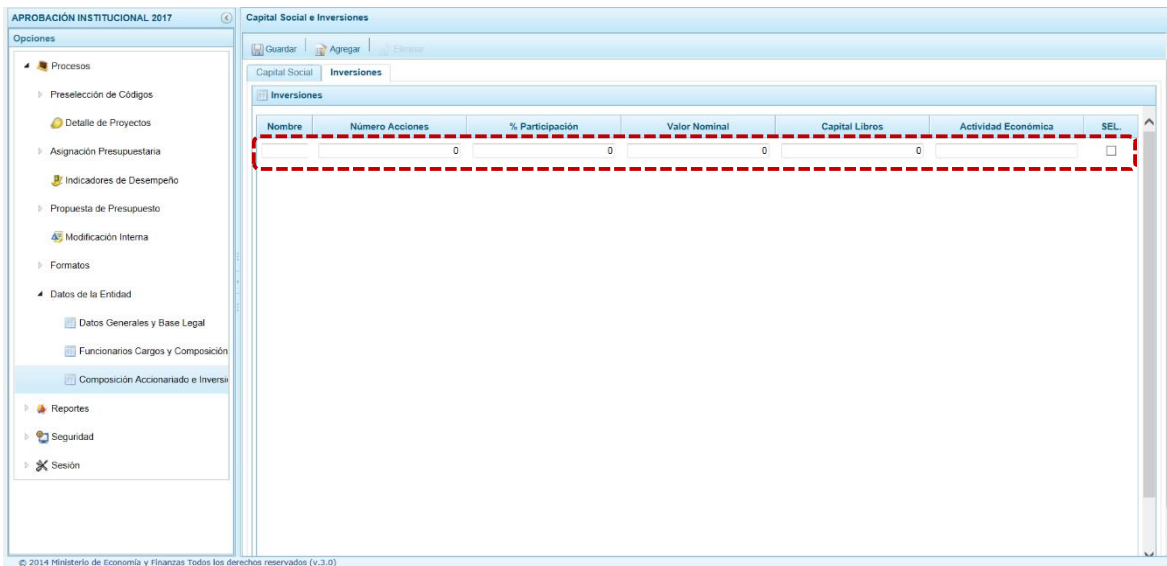 APROBACIÓN INSTITUCIONAL 2017
Opciones
Procesos
Preselección de Códigos
Detalle de Proyectos
Asignación Presupuestaria
Indicadores de Desempeño
Propuesta de Presupuesto
Modificación Interna
Formatos
Datos de la Entidad
Datos Generales y Base Legal
Funcionarios Cargos y Composición
Composición Accionariado e Inversi
Reportes
Seguridad
Sesión
Capital Social e Inversiones
Guardar Agregar Eliminar
Capital Social Inversiones
Inversiones
Nombre Número Acciones % Participación Valor Nominal Capital Libros Actividad Económica SEL.
0 0 0 0
© 2014 Ministerio de Economía y Finanzas Todos los derechos reservados (v.3.0)